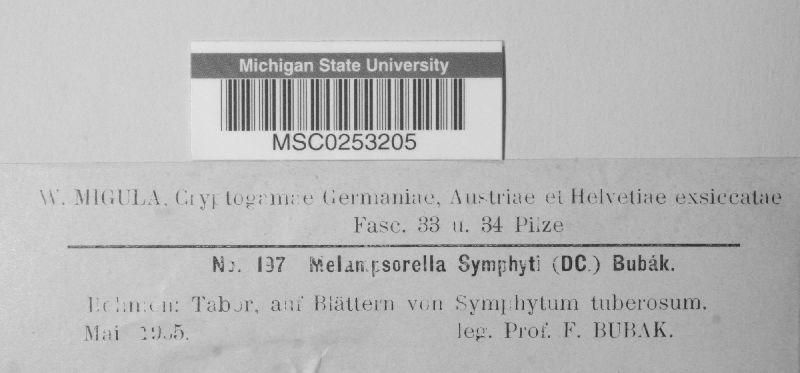 Michigan State University
MSC0253205
W. MIGULA, Cryptogamae Germaniae, Austriae et Helvetiae exsiccatae
Fasc. 33 u. 34 Pilze
No. 197 Melampsorella Symphyti (DC.) Bubák.
Böhmen: Tabor, auf Blättern von Symphytum tuberosum.
Mai 1905. leg. Prof. F. BUBAK.